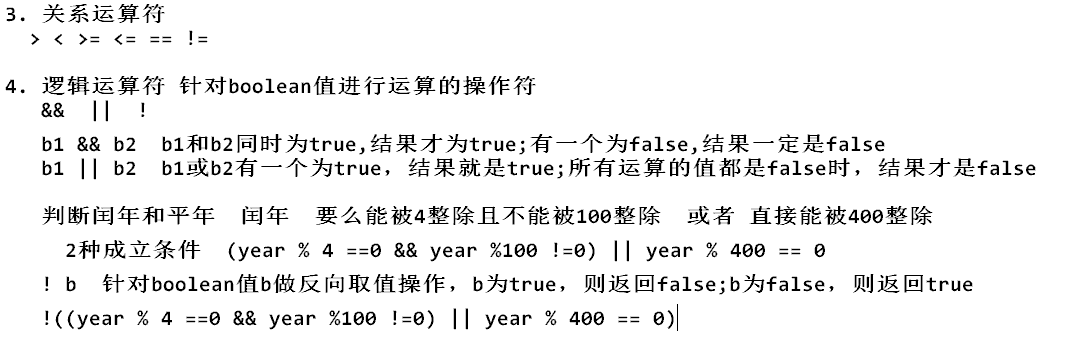 3. 关系运算符
> < >= <= == !=
4. 逻辑运算符 针对boolean值进行运算的操作符
&& || !
b1 && b2 b1和b2同时为true,结果才为true;有一个为false,结果一定是false
b1 || b2 b1或b2有一个为true，结果就是true;所有运算的值都是false时，结果才是false
判断闰年和平年 闰年 要么能被4整除且不能被100整除 或者 直接能被400整除
2种成立条件 (year % 4 ==0 && year %100 !=0) || year % 400 == 0
! b 针对boolean值b做反向取值操作，b为true，则返回false;b为false，则返回true
!((year % 4 ==0 && year %100 !=0) || year % 400 == 0)